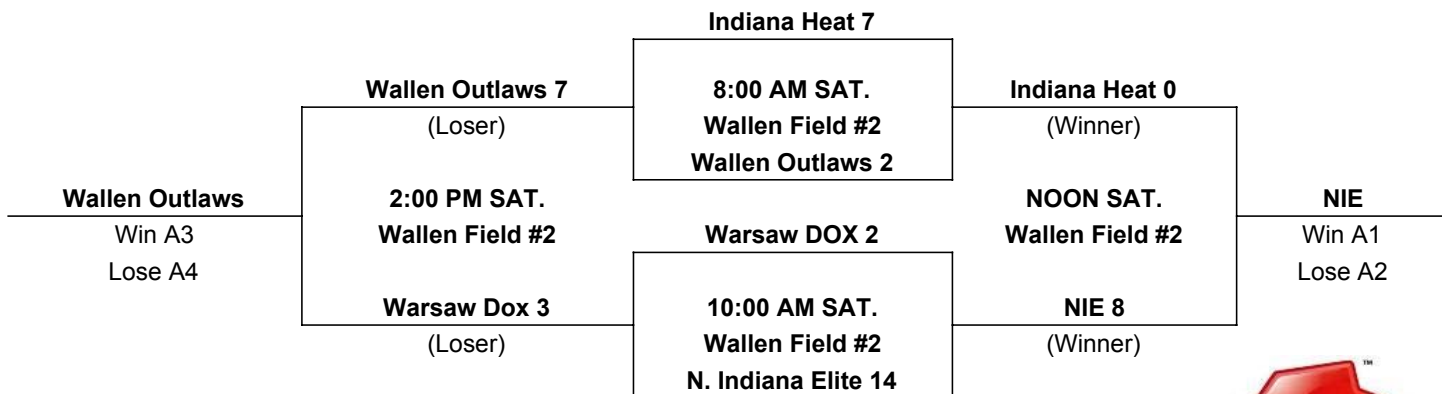 Indiana Heat 7
Wallen Outlaws 7 8:00 AM SAT. Indiana Heat 0
(Loser) Wallen Field #2 (Winner)
Wallen Outlaws 2
Wallen Outlaws 2:00 PM SAT. NOON SAT. NIE
Win A3 Wallen Field #2 Warsaw DOX 2 Wallen Field #2 Win A1
Lose A4 Lose A2
Warsaw Dox 3 10:00 AM SAT. NIE 8
(Loser) Wallen Field #2 (Winner)
N. Indiana Elite 14
TM